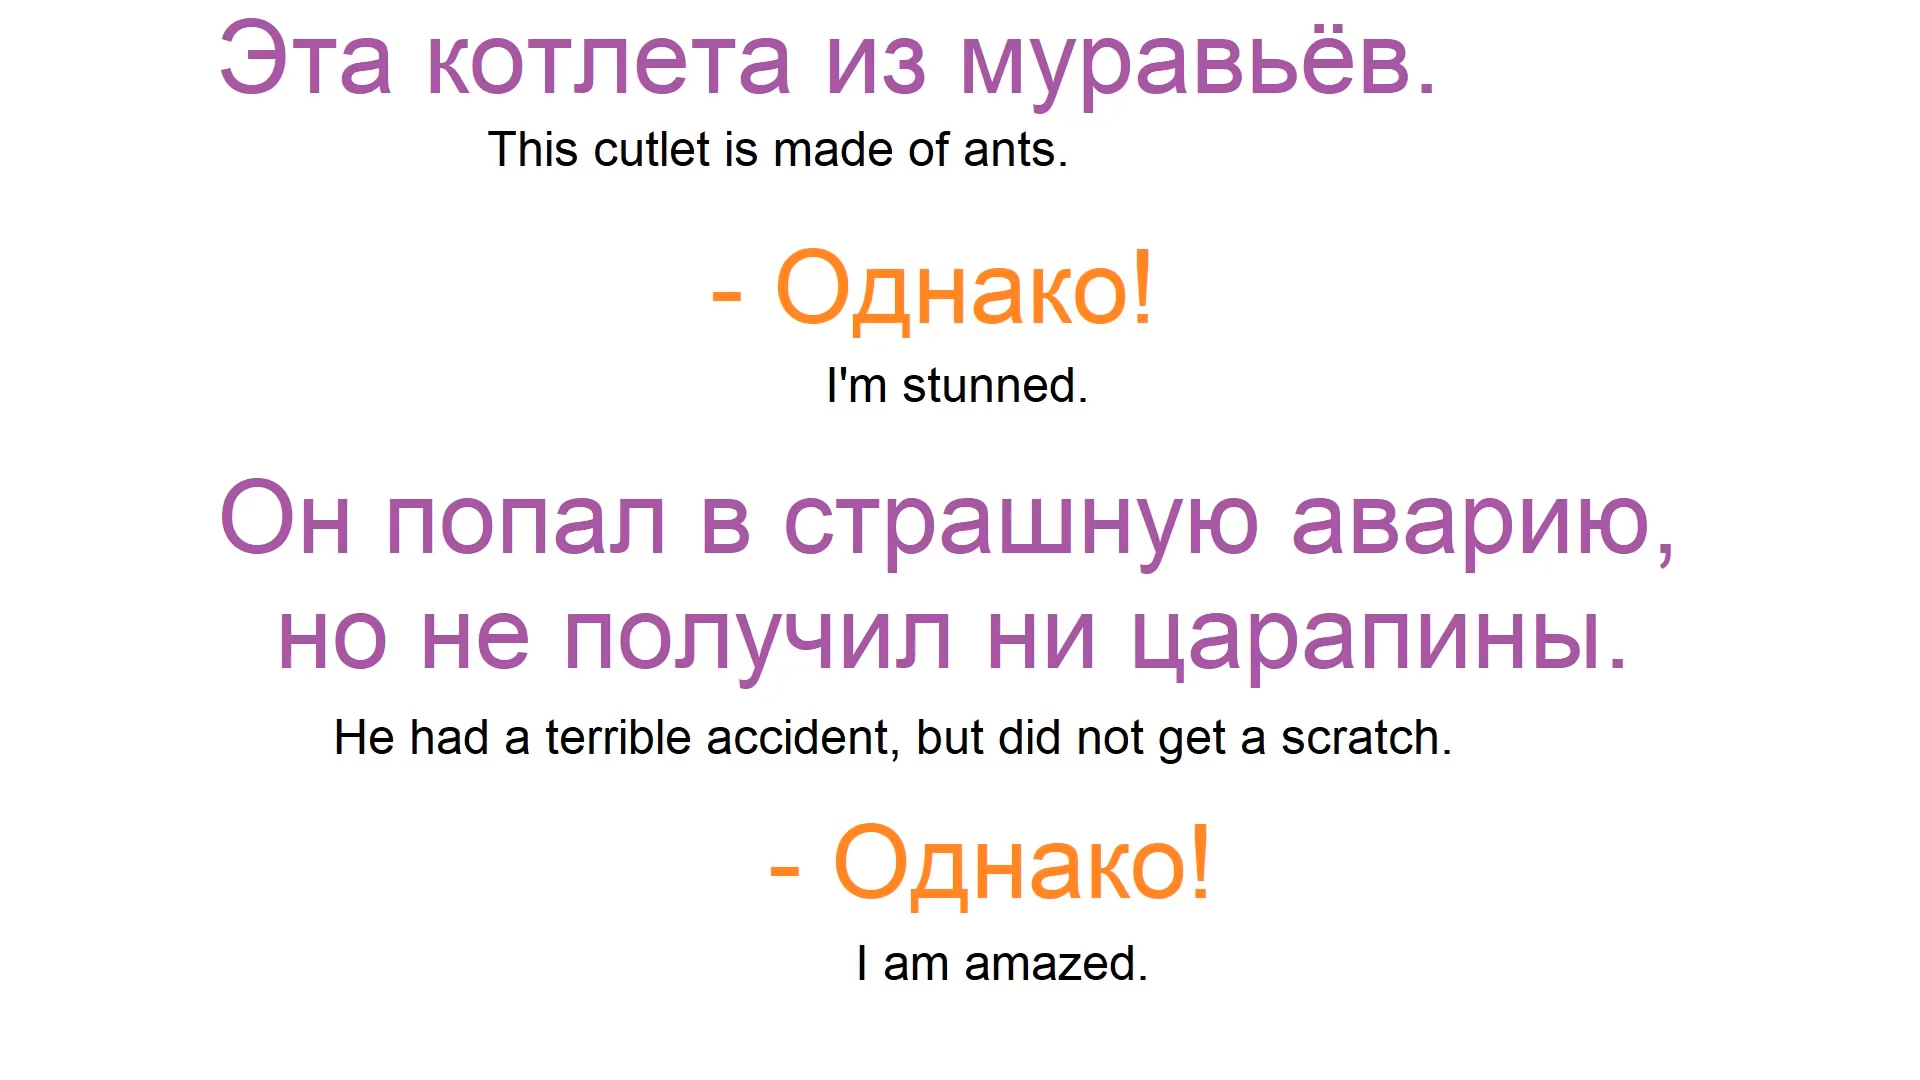 Эта котлета из муравьёв.
This cutlet is made of ants.
- Однако!
I'm stunned.
Он попал в страшную аварию,
но не получил ни царапины.
He had a terrible accident, but did not get a scratch.
- Однако!
I am amazed.